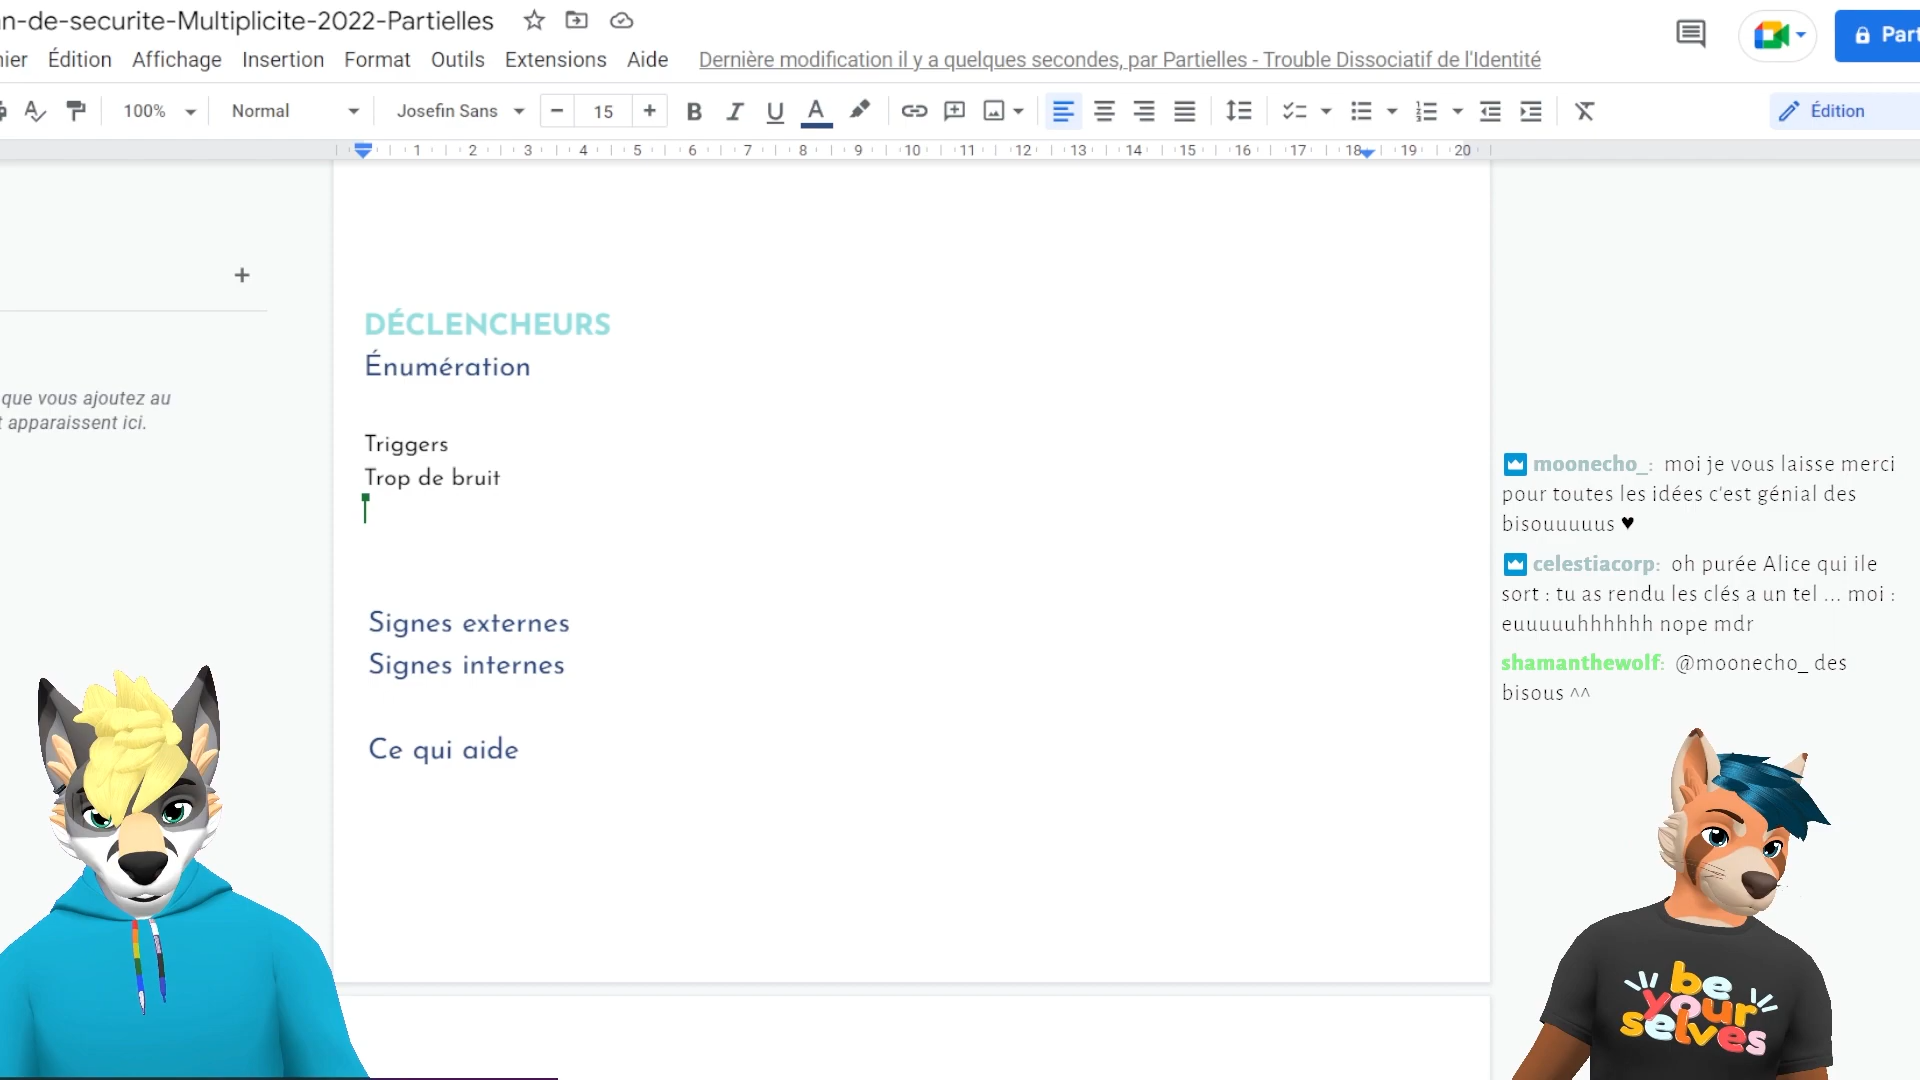 n-de-securite-Multiplicite-2022-Partielles
ier Édition Affichage Insertion Format Outils Extensions Aide Dernière modification il y a quelques secondes, par Partielles - Trouble Dissociatif de l'Identité
Part
100% Normal Josefin Sans 15 B I U A Édition
1 2 3 4 5 6 7 8 9 10 11 12 13 14 15 16 17 18 19 20
que vous ajoutez au
t apparaissent ici.
DÉCLENCHEURS
Énumération
Triggers
Trop de bruit
Signes externes
Signes internes
Ce qui aide
moonecho_: moi je vous laisse merci
pour toutes les idées c'est génial des
bisouuuuus ♥
celestiacorp: oh purée Alice qui ile
sort : tu as rendu les clés a un tel ... moi :
euuuuuhhhhhh nope mdr
shamanthewolf: @moonecho_ des
bisous ^^
be
your
selves